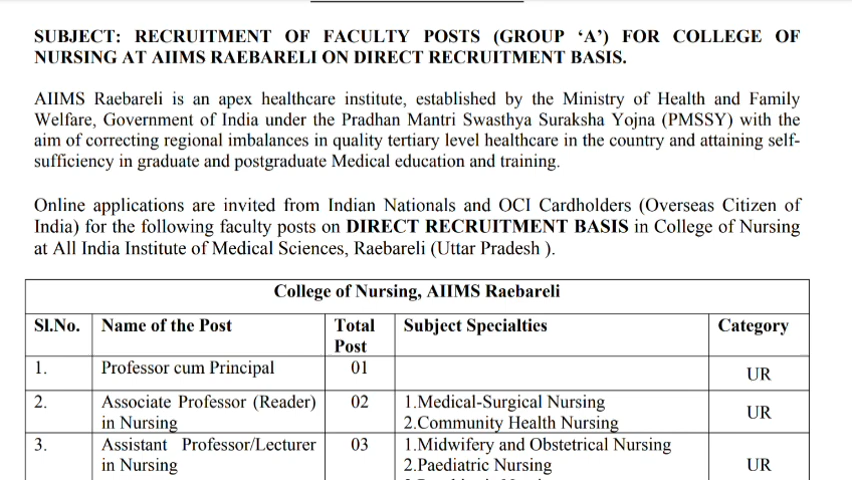 SUBJECT: RECRUITMENT OF FACULTY POSTS (GROUP ‘A’) FOR COLLEGE OF
NURSING AT AIIMS RAEBARELI ON DIRECT RECRUITMENT BASIS.
AIIMS Raebareli is an apex healthcare institute, established by the Ministry of Health and Family
Welfare, Government of India under the Pradhan Mantri Swasthya Suraksha Yojna (PMSSY) with the
aim of correcting regional imbalances in quality tertiary level healthcare in the country and attaining self-
sufficiency in graduate and postgraduate Medical education and training.
Online applications are invited from Indian Nationals and OCI Cardholders (Overseas Citizen of
India) for the following faculty posts on DIRECT RECRUITMENT BASIS in College of Nursing
at All India Institute of Medical Sciences, Raebareli (Uttar Pradesh ).
College of Nursing, AIIMS Raebareli
Sl.No. Name of the Post Total Post Subject Specialties Category
1. Professor cum Principal 01 UR
2. Associate Professor (Reader) 02 1.Medical-Surgical Nursing UR
in Nursing 2.Community Health Nursing
3. Assistant Professor/Lecturer 03 1.Midwifery and Obstetrical Nursing
in Nursing 2.Paediatric Nursing UR